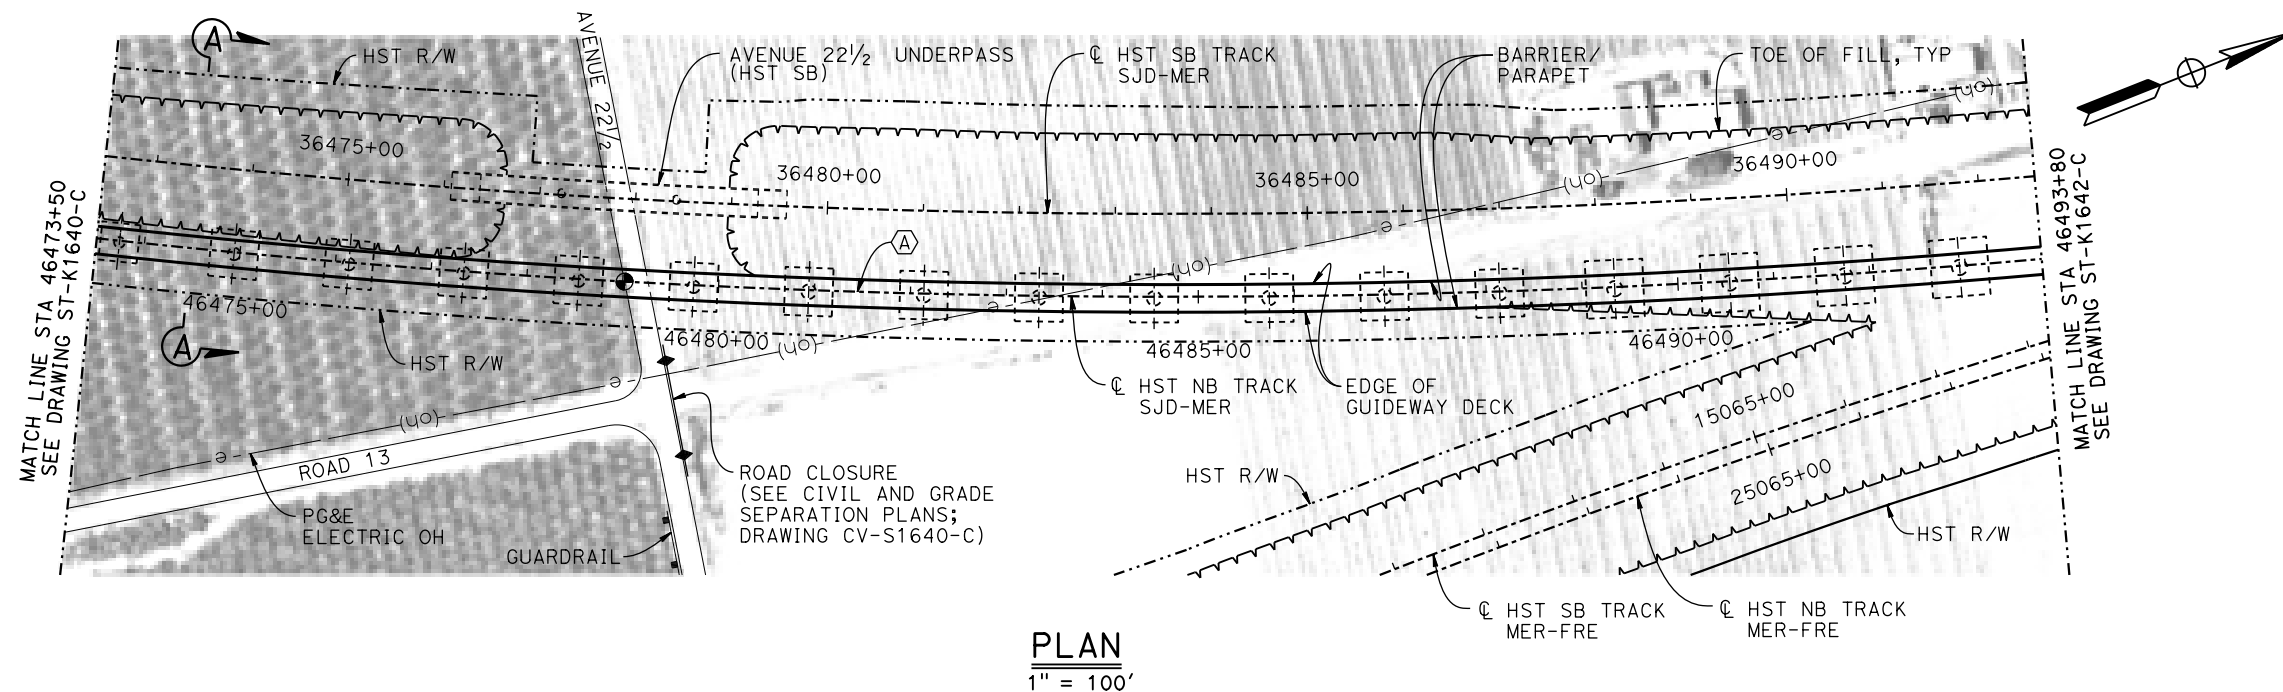 A
HST R/W
AVENUE 22½
AVENUE 22½ UNDERPASS
(HST SB)
℄ HST SB TRACK
SJD-MER
BARRIER/
PARAPET
TOE OF FILL, TYP
(oh)
e
36475+00
36480+00
36485+00
36490+00
(oh)
e
MATCH LINE STA 46473+50
SEE DRAWING ST-K1640-C
MATCH LINE STA 46493+80
SEE DRAWING ST-K1642-C
A
(oh)
e
46475+00
46480+00
46485+00
46490+00
A
HST R/W
(oh)
e
℄ HST NB TRACK
SJD-MER
EDGE OF
GUIDEWAY DECK
15065+00
25065+00
(oh)
e
ROAD 13
PG&E
ELECTRIC OH
GUARDRAIL
ROAD CLOSURE
(SEE CIVIL AND GRADE
SEPARATION PLANS;
DRAWING CV-S1640-C)
HST R/W
HST R/W
℄ HST SB TRACK
MER-FRE
℄ HST NB TRACK
MER-FRE
PLAN
1" = 100'